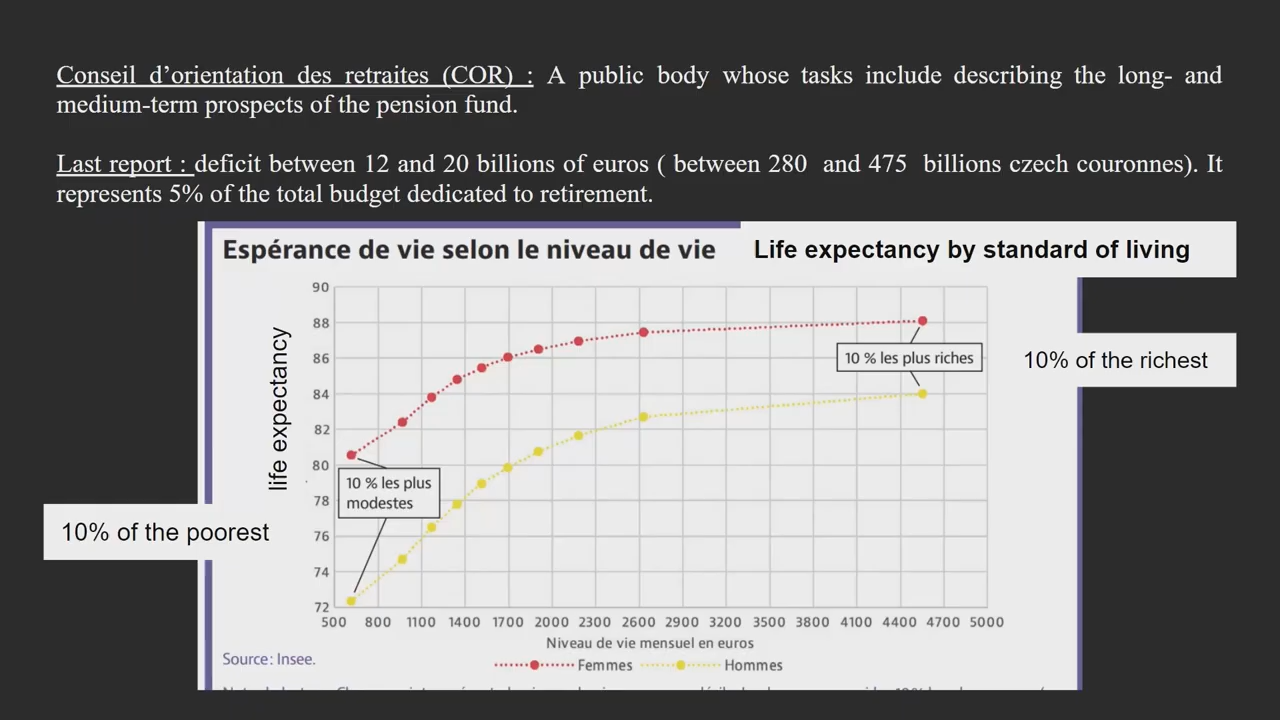 Conseil d’orientation des retraites (COR) : A public body whose tasks include describing the long- and
medium-term prospects of the pension fund.
Last report : deficit between 12 and 20 billions of euros ( between 280 and 475 billions czech couronnes). It
represents 5% of the total budget dedicated to retirement.
Espérance de vie selon le niveau de vie
Life expectancy by standard of living
90
88
86
84
82
80
78
76
74
72
life expectancy
10 % les plus riches
10% of the richest
10 % les plus
modestes
10% of the poorest
500 800 1100 1400 1700 2000 2300 2600 2900 3200 3500 3800 4100 4400 4700 5000
Niveau de vie mensuel en euros
Source: Insee.
Femmes Hommes